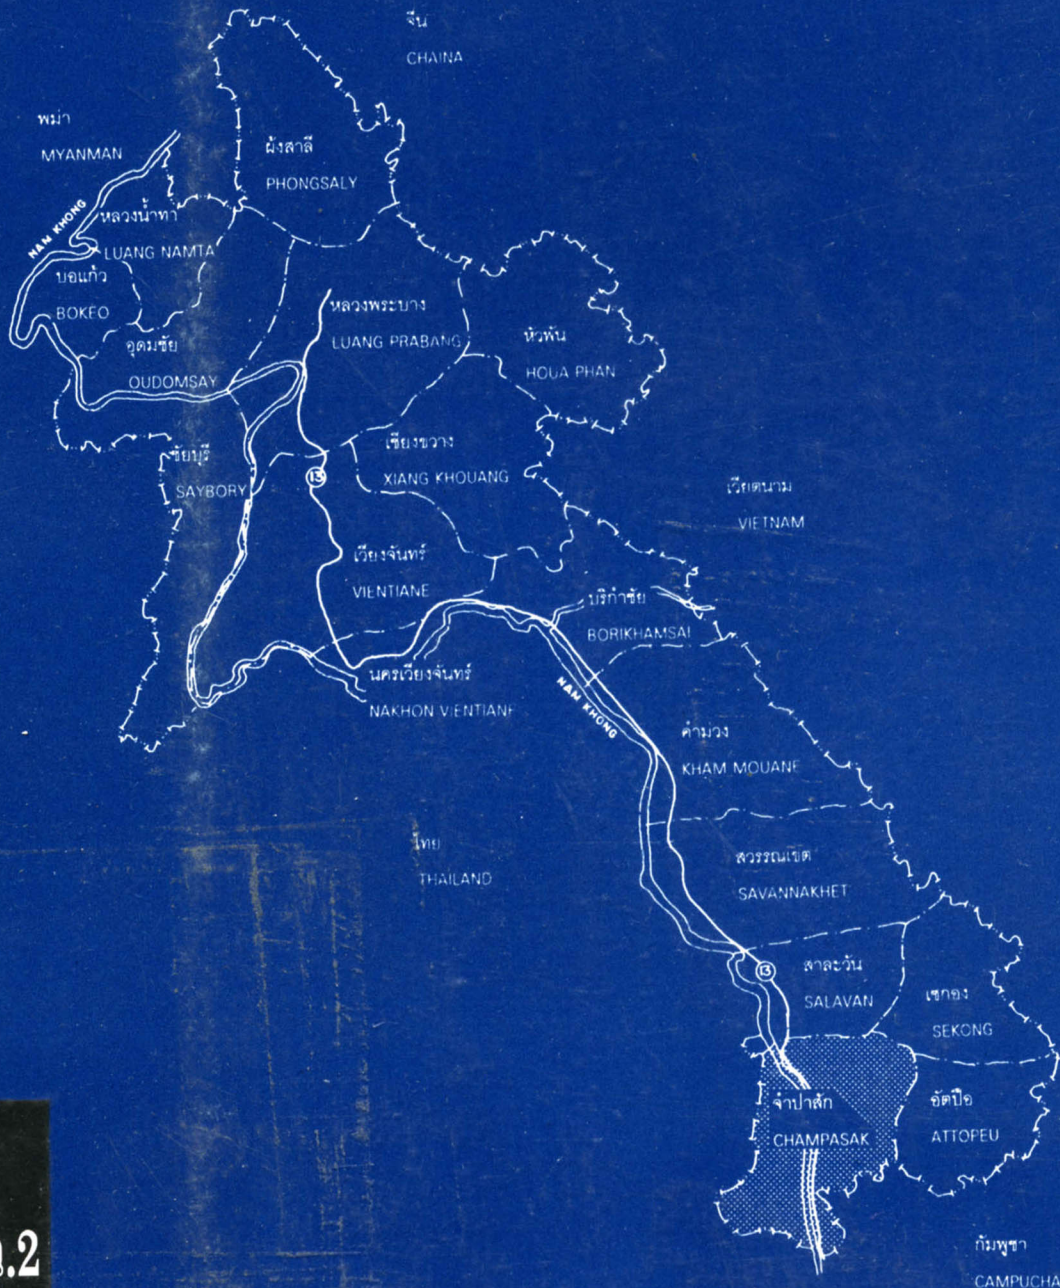 จีน
CHAINA
พม่า
MYANMAN
ผ้งสาลี
PHONGSALY
NAM KHONG
หลวงน้ำทา
LUANG NAMTA
บ่อแก้ว
BOKEO
หลวงพระบาง
LUANG PRABANG
หัวพัน
HOUA PHAN
อุดมชัย
OUDOMSAY
เชียงขวาง
XIANG KHOUANG
ชัยบุรี
SAYBORY
13
เวียดนาม
VIETNAM
เวียงจันทร์
VIENTIANE
บริกำชัย
BORIKHAMSAI
นครเวียงจันทร์
NAKHON VIENTIANE
NAM KHONG
คำม่วง
KHAM MOUANE
ไทย
THAILAND
สวรรณเขต
SAVANNAKHET
13
สาละวัน
SALAVAN
เซกอง
SEKONG
จำปาสัก
CHAMPASAK
อัตปือ
ATTOPEU
กัมพูชา
CAMPUCHA
.2